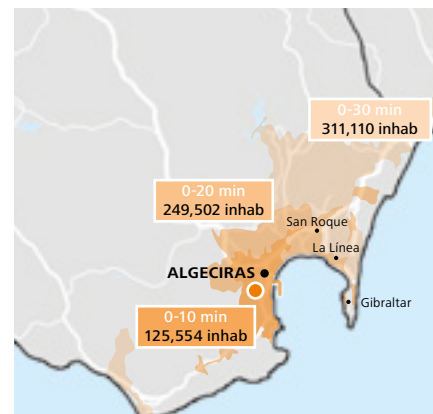 0-30 min
311,110 inhab
0-20 min
249,502 inhab
San Roque
La Línea
ALGECIRAS
Gibraltar
0-10 min
125,554 inhab